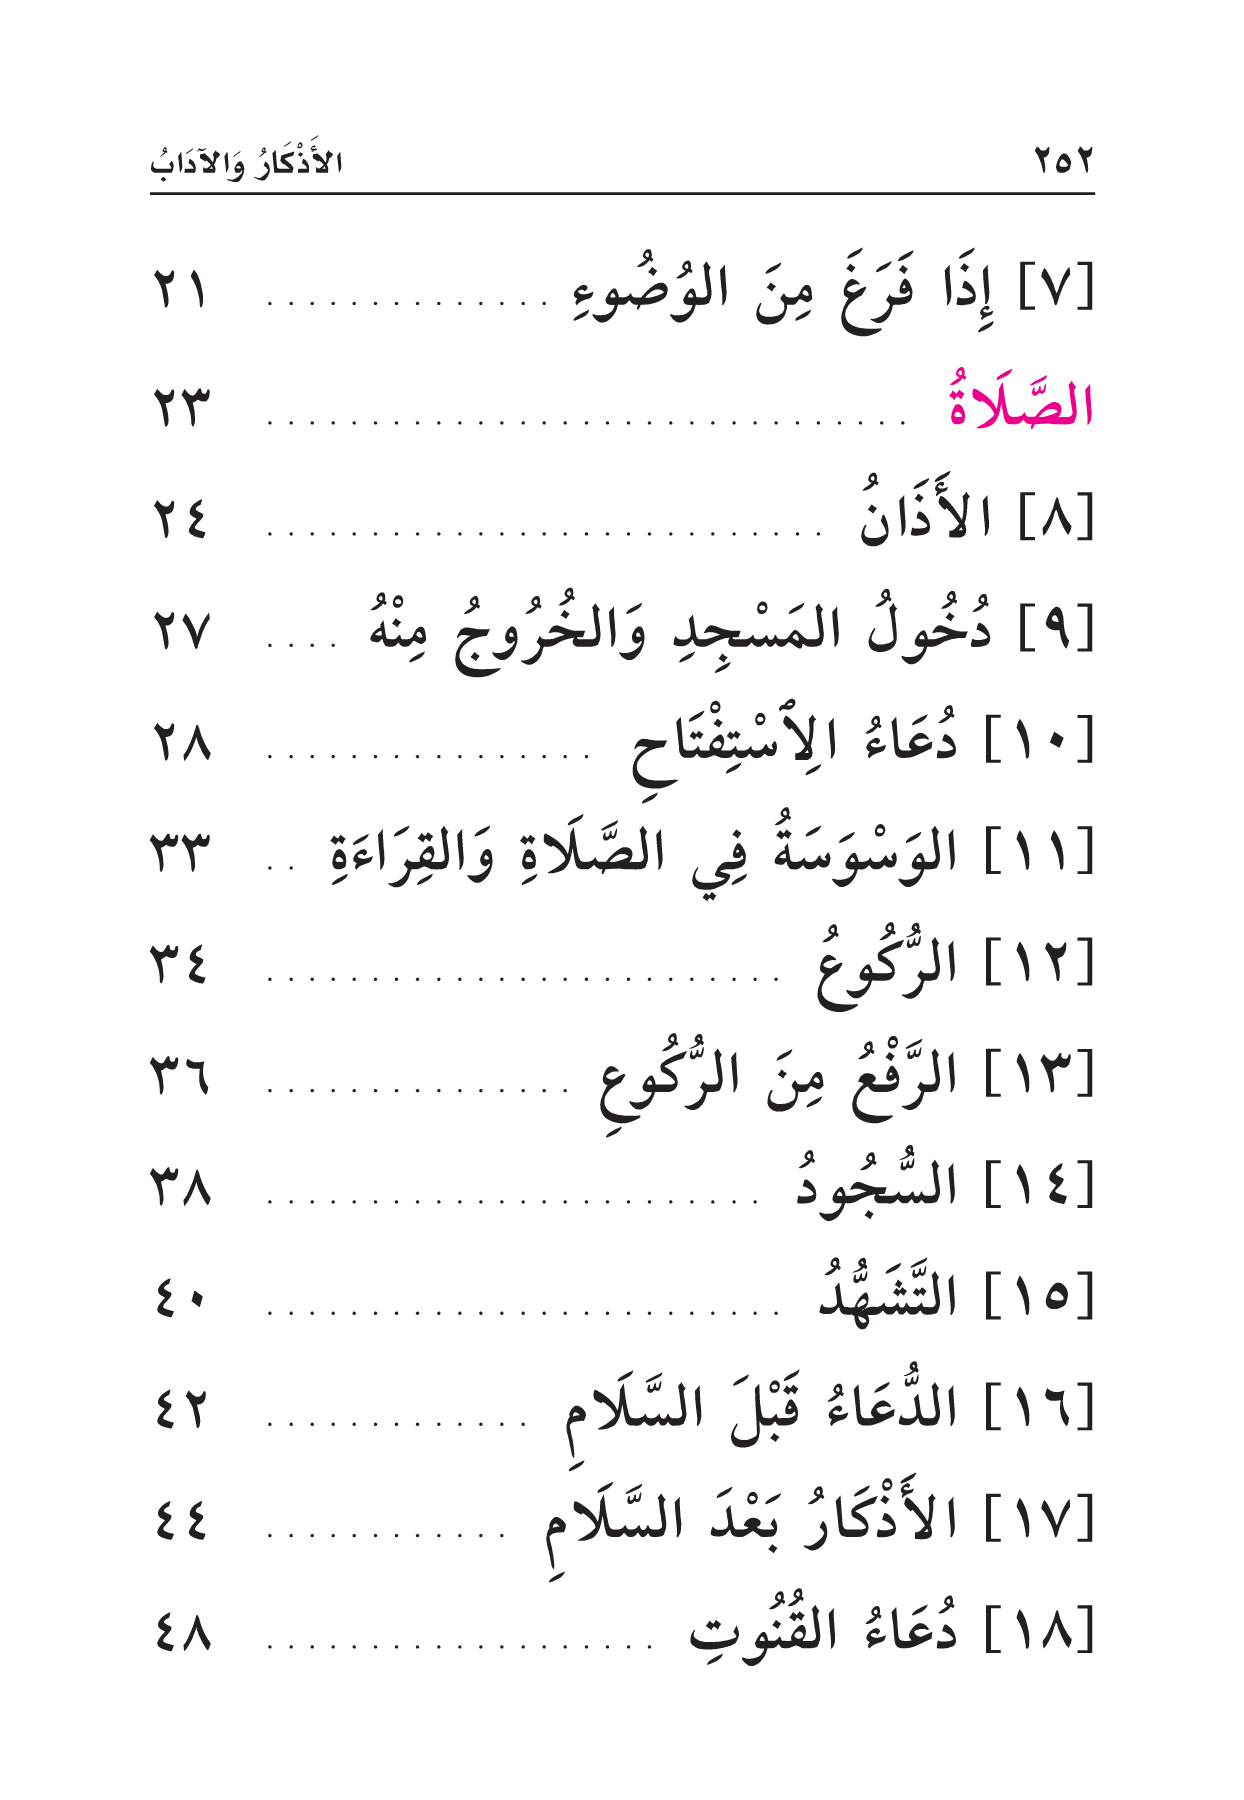 ٢٥٢ الأَذْكَارُ وَالآدَابُ
[٧] إِذَا فَرَغَ مِنَ الوُضُوءِ . . . . . . . . . . . . . . ٢١
الصَّلَاةُ . . . . . . . . . . . . . . . . . . . . . . . . . . . . . . . ٢٣
[٨] الأَذَانُ . . . . . . . . . . . . . . . . . . . . . . . . . . . ٢٤
[٩] دُخُولُ المَسْجِدِ وَالخُرُوجُ مِنْهُ . . . . ٢٧
[١٠] دُعَاءُ الِٱسْتِفْتَاحِ . . . . . . . . . . . . . . . . ٢٨
[١١] الوَسْوَسَةُ فِي الصَّلَاةِ وَالقِرَاءَةِ . . ٣٣
[١٢] الرُّكُوعُ . . . . . . . . . . . . . . . . . . . . . . . . . ٣٤
[١٣] الرَّفْعُ مِنَ الرُّكُوعِ . . . . . . . . . . . . . . . ٣٦
[١٤] السُّجُودُ . . . . . . . . . . . . . . . . . . . . . . . . ٣٨
[١٥] التَّشَهُّدُ . . . . . . . . . . . . . . . . . . . . . . . . . ٤٠
[١٦] الدُّعَاءُ قَبْلَ السَّلَامِ . . . . . . . . . . . . . ٤٢
[١٧] الأَذْكَارُ بَعْدَ السَّلَامِ . . . . . . . . . . . . ٤٤
[١٨] دُعَاءُ القُنُوتِ . . . . . . . . . . . . . . . . . . . ٤٨